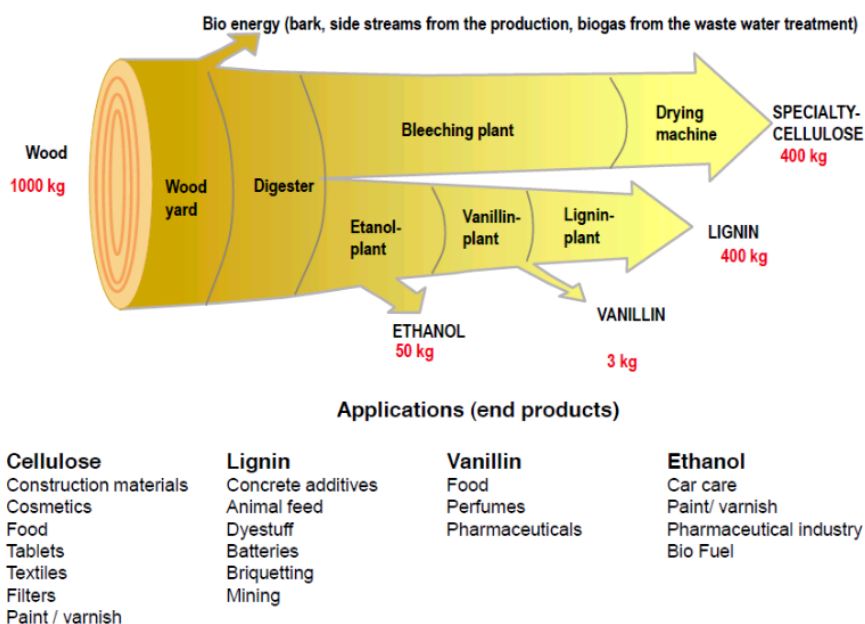 Bio energy (bark, side streams from the production, biogas from the waste water treatment)
Wood
1000 kg
Wood
yard
Digester
Bleeching plant
Drying
machine
SPECIALTY-
CELLULOSE
400 kg
Etanol-
plant
Vanillin-
plant
Lignin-
plant
LIGNIN
400 kg
ETHANOL
50 kg
VANILLIN
3 kg
Applications (end products)
Cellulose
Construction materials
Cosmetics
Food
Tablets
Textiles
Filters
Paint / varnish
Lignin
Concrete additives
Animal feed
Dyestuff
Batteries
Briquetting
Mining
Vanillin
Food
Perfumes
Pharmaceuticals
Ethanol
Car care
Paint/ varnish
Pharmaceutical industry
Bio Fuel